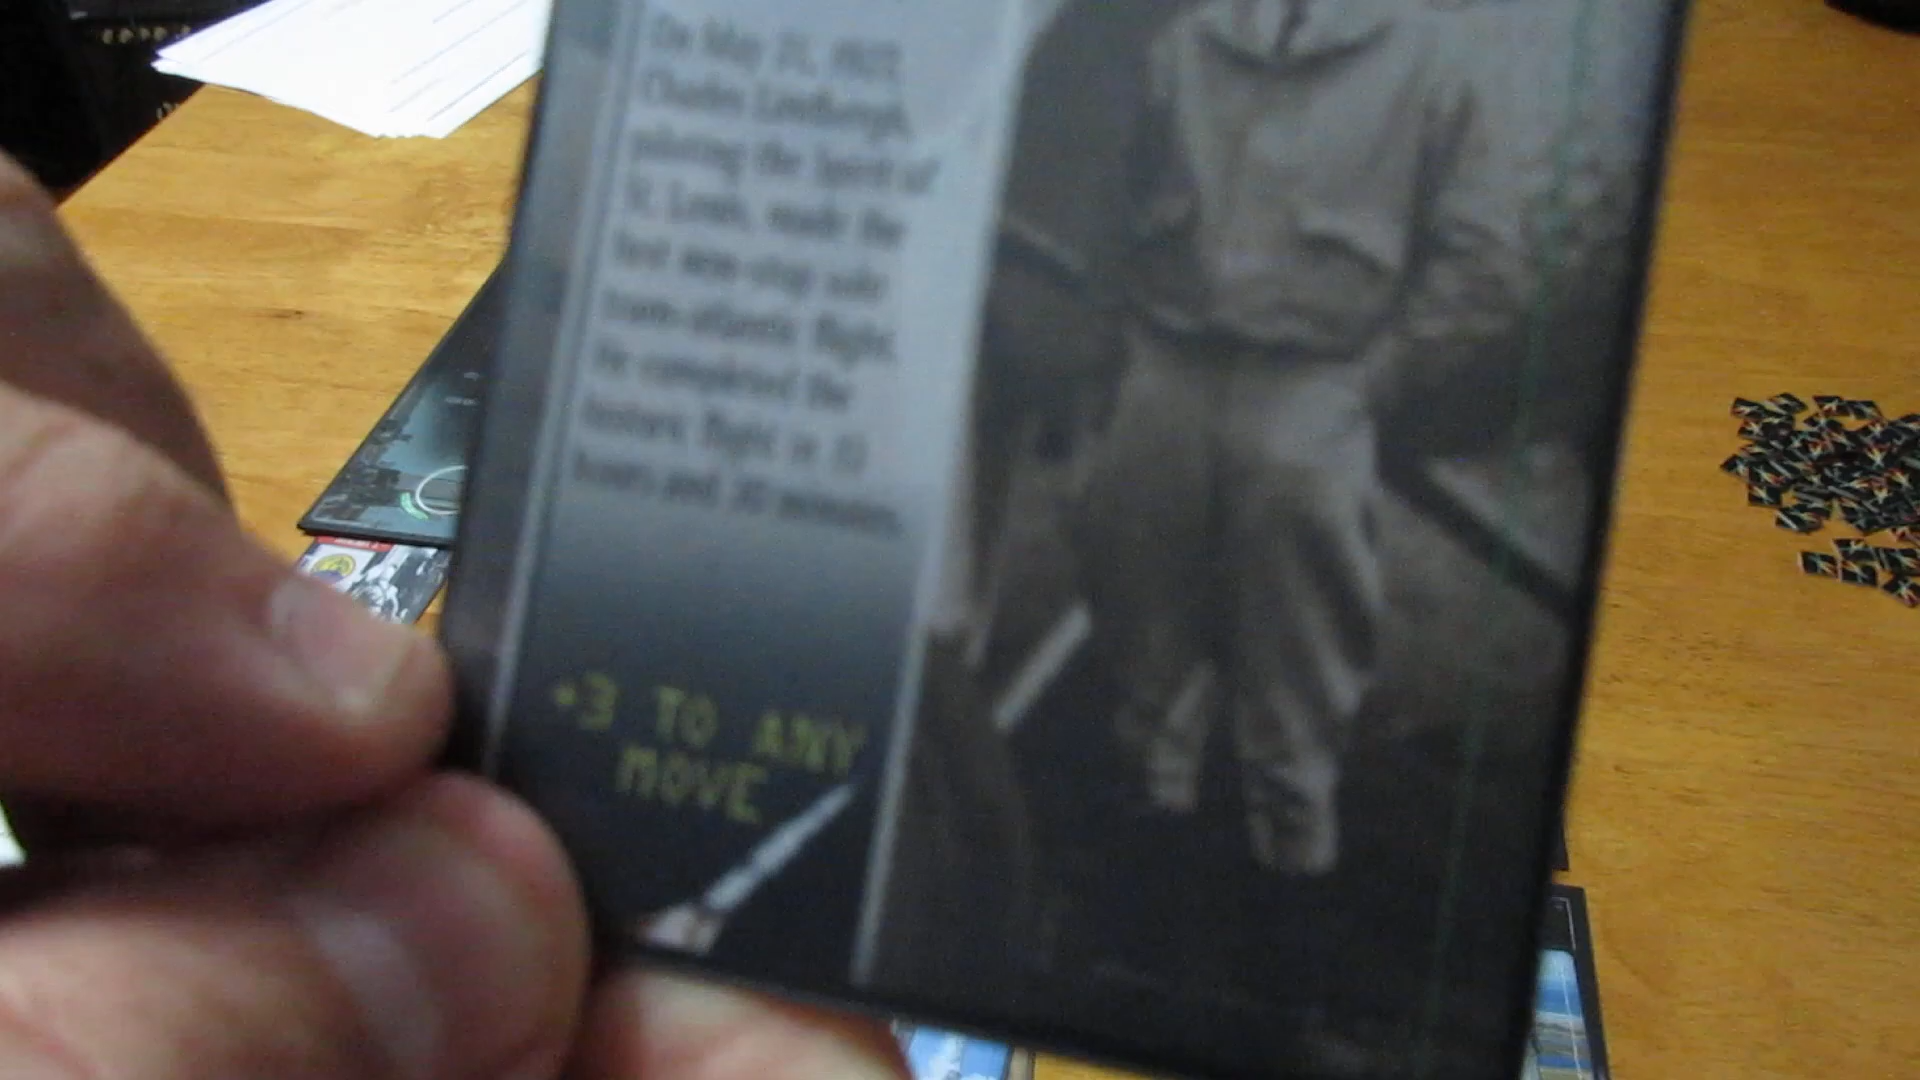 On May 21, 1927,
Charles Lindbergh,
piloting the Spirit of
St. Louis, made the
first non-stop solo
trans-atlantic flight.
He completed the
historic flight in 33
hours and 30 minutes.
+3 TO ANY
MOVE